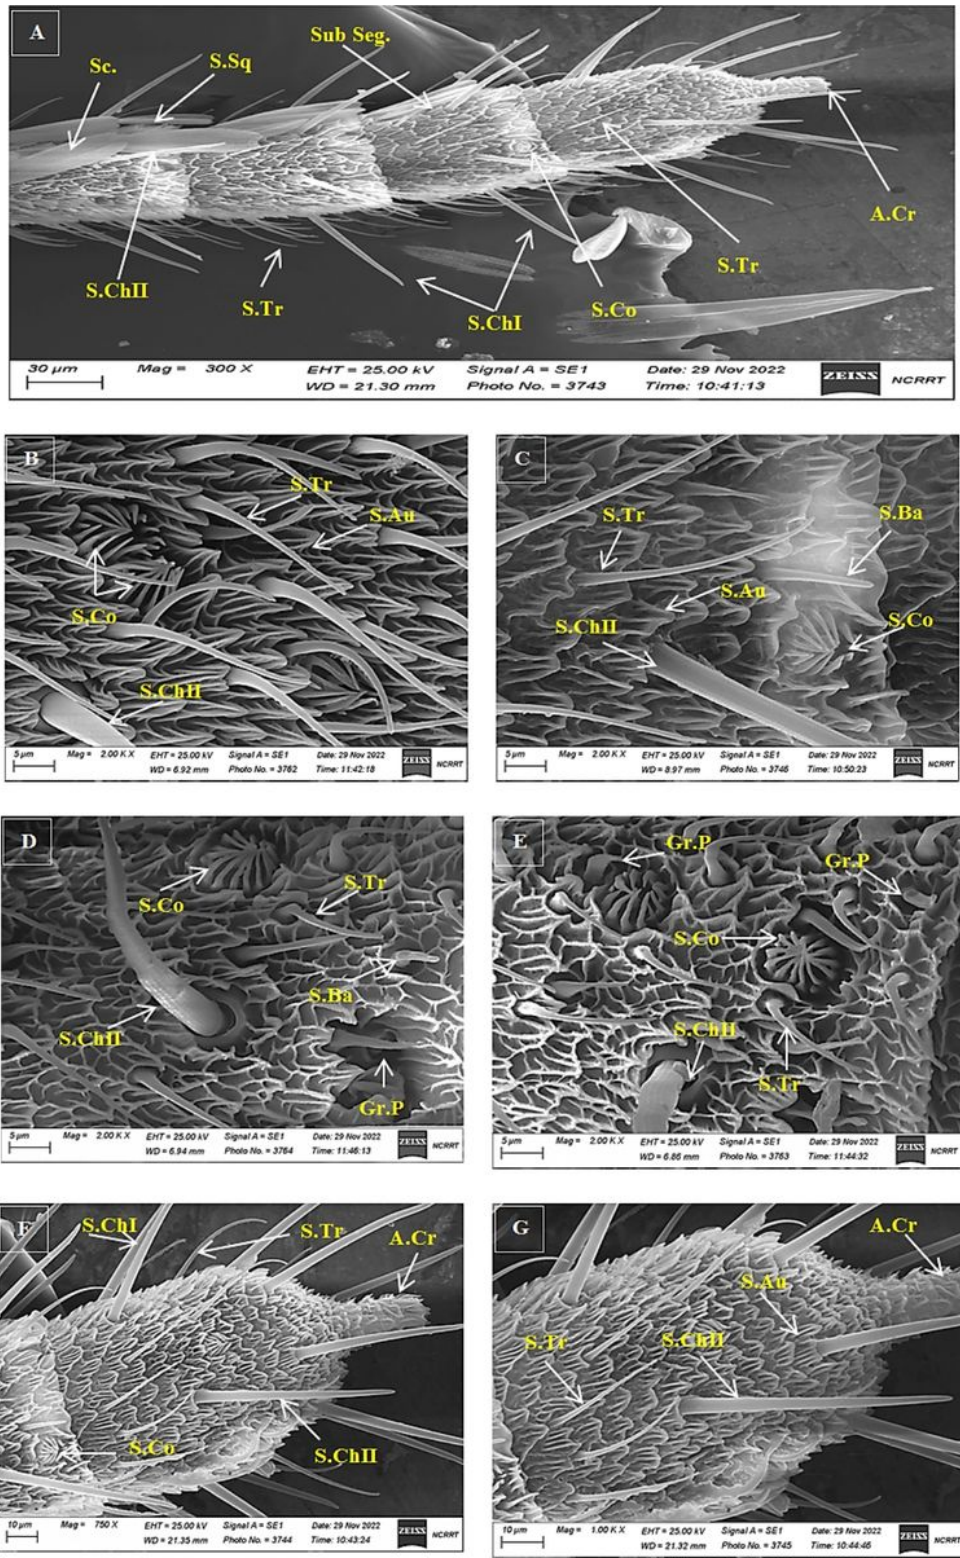 A
Sub Seg.
Sc.
S.Sq
A.Cr
S.ChII
S.Tr
S.ChI
S.Co
S.Tr
30 µm
Mag = 300 X
EHT = 25.00 kV
Signal A = SE1
Date: 29 Nov 2022
WD = 21.30 mm
Photo No. = 3743
Time: 10:41:13
ZEISS
NCRRT
B
S.Tr
S.Au
S.Co
S.ChII
5 µm
Mag = 2.00 K X
EHT = 25.00 kV
Signal A = SE1
Date: 29 Nov 2022
WD = 6.92 mm
Photo No. = 3762
Time: 11:42:18
ZEISS
NCRRT
C
S.Tr
S.Ba
S.Au
S.ChII
S.Co
5 µm
Mag = 2.00 K X
EHT = 25.00 kV
Signal A = SE1
Date: 29 Nov 2022
WD = 8.97 mm
Photo No. = 3746
Time: 10:50:23
ZEISS
NCRRT
D
S.Co
S.Tr
S.Ba
S.ChII
Gr.P
5 µm
Mag = 2.00 K X
EHT = 25.00 kV
Signal A = SE1
Date: 29 Nov 2022
WD = 6.94 mm
Photo No. = 3764
Time: 11:46:13
ZEISS
NCRRT
E
Gr.P
Gr.P
S.Co
S.ChII
S.Tr
5 µm
Mag = 2.00 K X
EHT = 25.00 kV
Signal A = SE1
Date: 29 Nov 2022
WD = 6.86 mm
Photo No. = 3763
Time: 11:44:32
ZEISS
NCRRT
F
S.ChI
S.Tr
A.Cr
S.Co
S.ChII
10 µm
Mag = 750 X
EHT = 25.00 kV
Signal A = SE1
Date: 29 Nov 2022
WD = 21.35 mm
Photo No. = 3744
Time: 10:43:24
ZEISS
NCRRT
G
A.Cr
S.Au
S.Tr
S.ChII
10 µm
Mag = 1.00 K X
EHT = 25.00 kV
Signal A = SE1
Date: 29 Nov 2022
WD = 21.32 mm
Photo No. = 3745
Time: 10:44:46
ZEISS
NCRRT